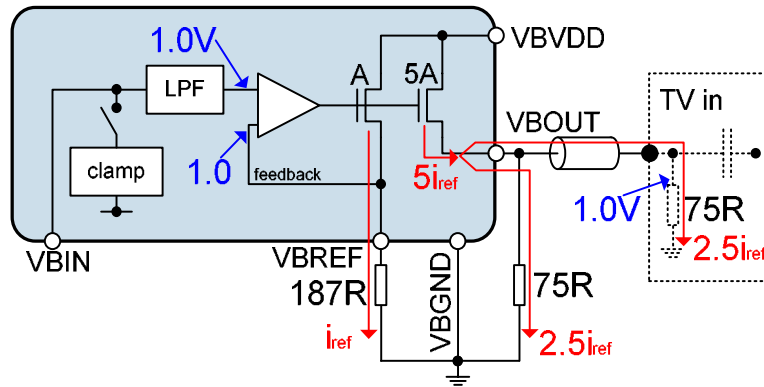 1.0V
A
5A
VBVDD
LPF
TV in
VBOUT
clamp
1.0
feedback
5iref
1.0V
75R
2.5iref
VBIN
VBREF
VBGND
187R
75R
iref
2.5iref